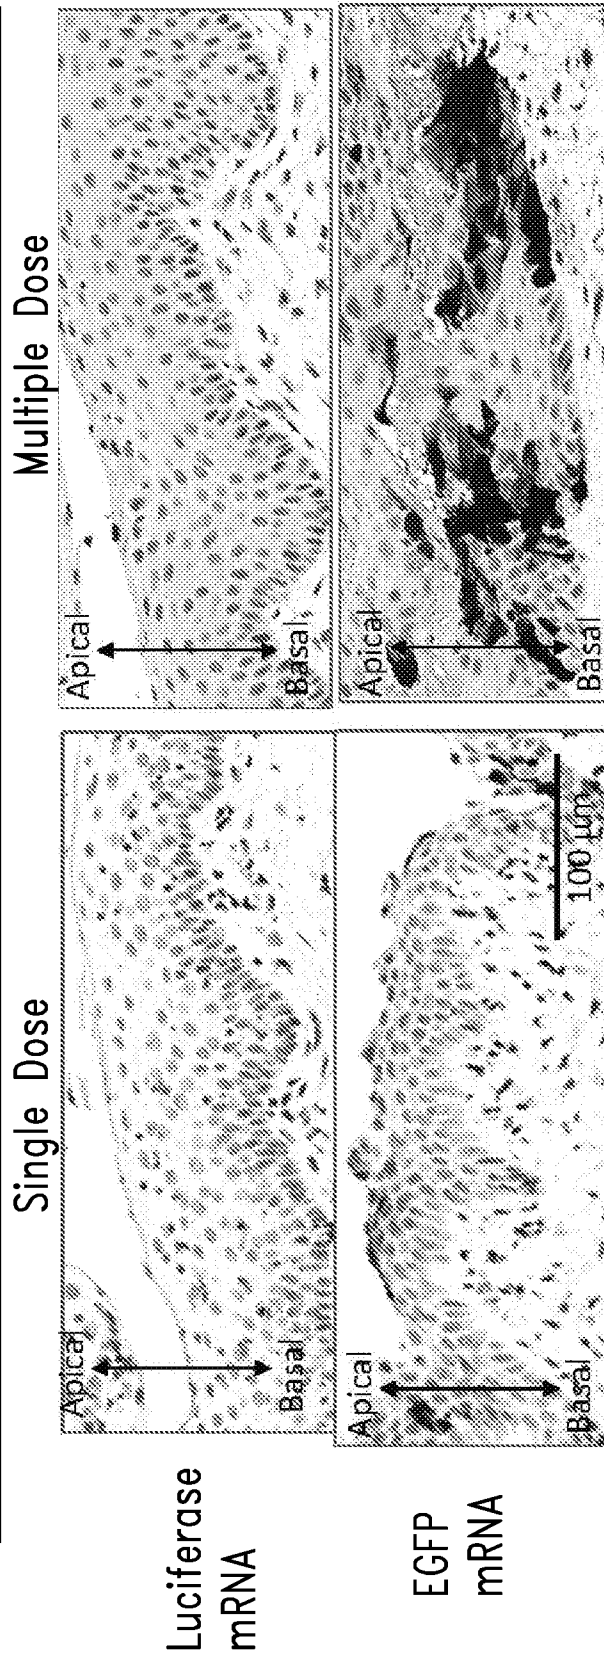 Single Dose
Multiple Dose
Luciferase
mRNA
Apical
Basal
Apical
Basal
EGFP
mRNA
Apical
Basal
100 µm
Apical
Basal